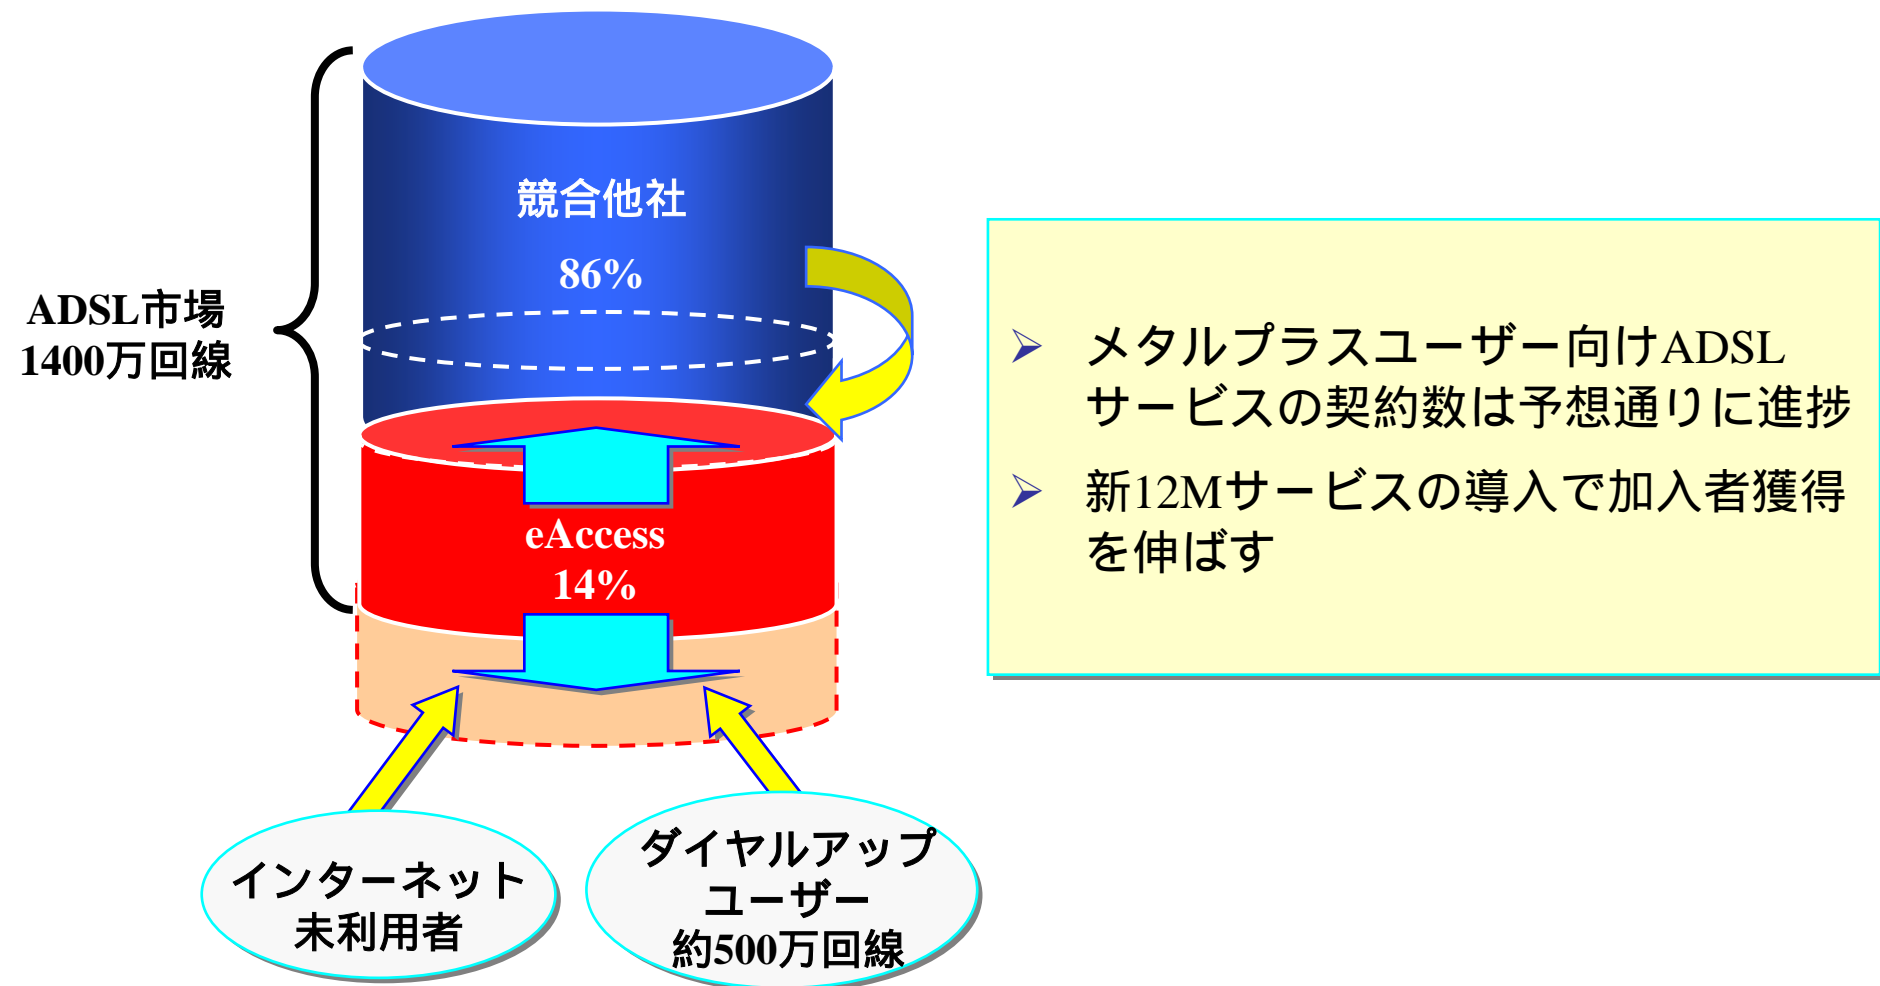 競合他社
86%
ADSL市場
1400万回線
eAccess
14%
インターネット
未利用者
ダイヤルアップ
ユーザー
約500万回線
メタルプラスユーザー向けADSL
サービスの契約数は予想通りに進捗
新12Mサービスの導入で加入者獲得
を伸ばす